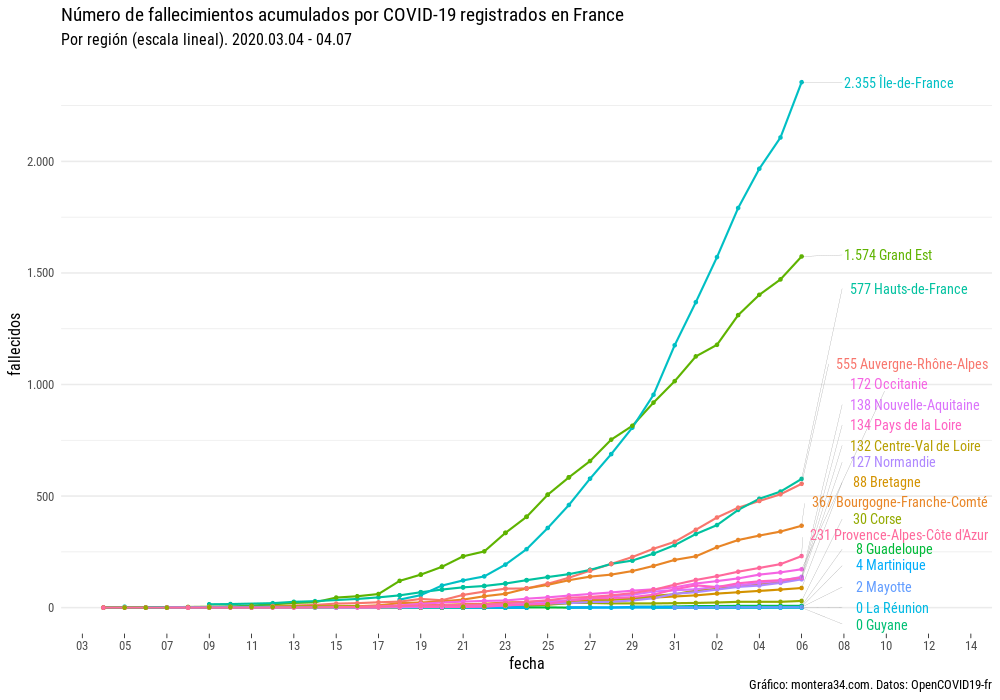 Número de fallecimientos acumulados por COVID-19 registrados en France
Por región (escala lineal). 2020.03.04 - 04.07
fallecidos
2.000
1.500
1.000
500
0
2.355 Île-de-France
1.574 Grand Est
577 Hauts-de-France
555 Auvergne-Rhône-Alpes
172 Occitanie
138 Nouvelle-Aquitaine
134 Pays de la Loire
132 Centre-Val de Loire
127 Normandie
88 Bretagne
367 Bourgogne-Franche-Comté
30 Corse
231 Provence-Alpes-Côte d'Azur
8 Guadeloupe
4 Martinique
2 Mayotte
0 La Réunion
0 Guyane
03 05 07 09 11 13 15 17 19 21 23 25 27 29 31 02 04 06 08 10 12 14
fecha
Gráfico: montera34.com. Datos: OpenCOVID19-fr